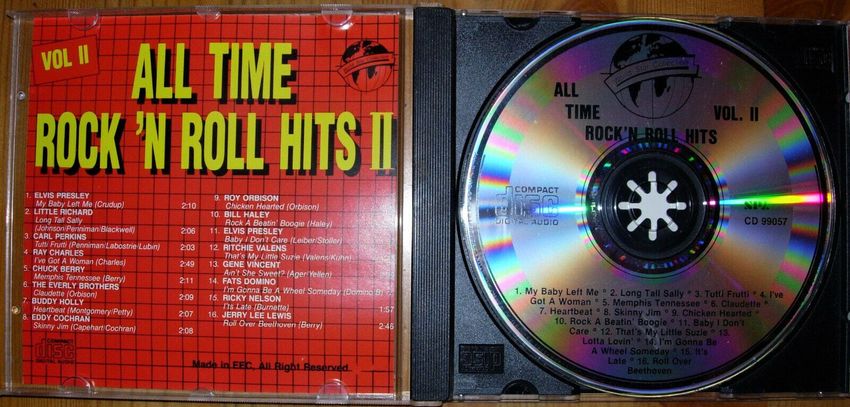 VOL II
ALL TIME
ROCK 'N ROLL HITS II
1. ELVIS PRESLEY
My Baby Left Me (Crudup) 2:10
2. LITTLE RICHARD
Long Tall Sally
(Johnson/Penniman/Blackwell) 2:06
3. CARL PERKINS
Tutti Frutti (Penniman/Labostrie/Lubin) 2:03
4. RAY CHARLES
I've Got A Woman (Charles)
5. CHUCK BERRY
Memphis Tennessee (Berry)
6. THE EVERLY BROTHERS
Claudette (Orbison)
7. BUDDY HOLLY
Heartbeat (Montgomery/Petty)
8. EDDY COCHRAN
Skinny Jim (Capehart/Cochran) 2:08
9. ROY ORBISON
Chicken Hearted (Orbison)
10. BILL HALEY
Rock A Beatin' Boogie (Haley)
11. ELVIS PRESLEY
Baby I Don't Care (Leiber/Stoller)
12. RITCHIE VALENS
That's My Little Suzie (Valens/Kuhn)
13. GENE VINCENT
Ain't She Sweet? (Ager/Yellen)
14. FATS DOMINO
I'm Gonna Be A Wheel Someday (Domino B.
15. RICKY NELSON
I'ts Late (Burnette) 1:57
16. JERRY LEE LEWIS
Roll Over Beethoven (Berry) 2:45
COMPACT
disc
DIGITAL AUDIO
Made in EEC, All Right Reserved.
ALL
TIME VOL. II
ROCK'N ROLL HITS
COMPACT
disc
DIGITAL AUDIO
CD 99057
1. My Baby Left Me ° 2. Long Tall Sally ° 3. Tutti Frutti ° 4. I've
Got A Woman ° 5. Memphis Tennessee ° 6. Claudette °
7. Heartbeat ° 8. Skinny Jim ° 9. Chicken Hearted °
10. Rock A Beatin' Boogie ° 11. Baby I Don't
Care ° 12. That's My Little Suzie ° 13.
Lotta Lovin' ° 14. I'm Gonna Be
A Wheel Someday ° 15. It's
Late ° 16. Roll Over
Beethoven